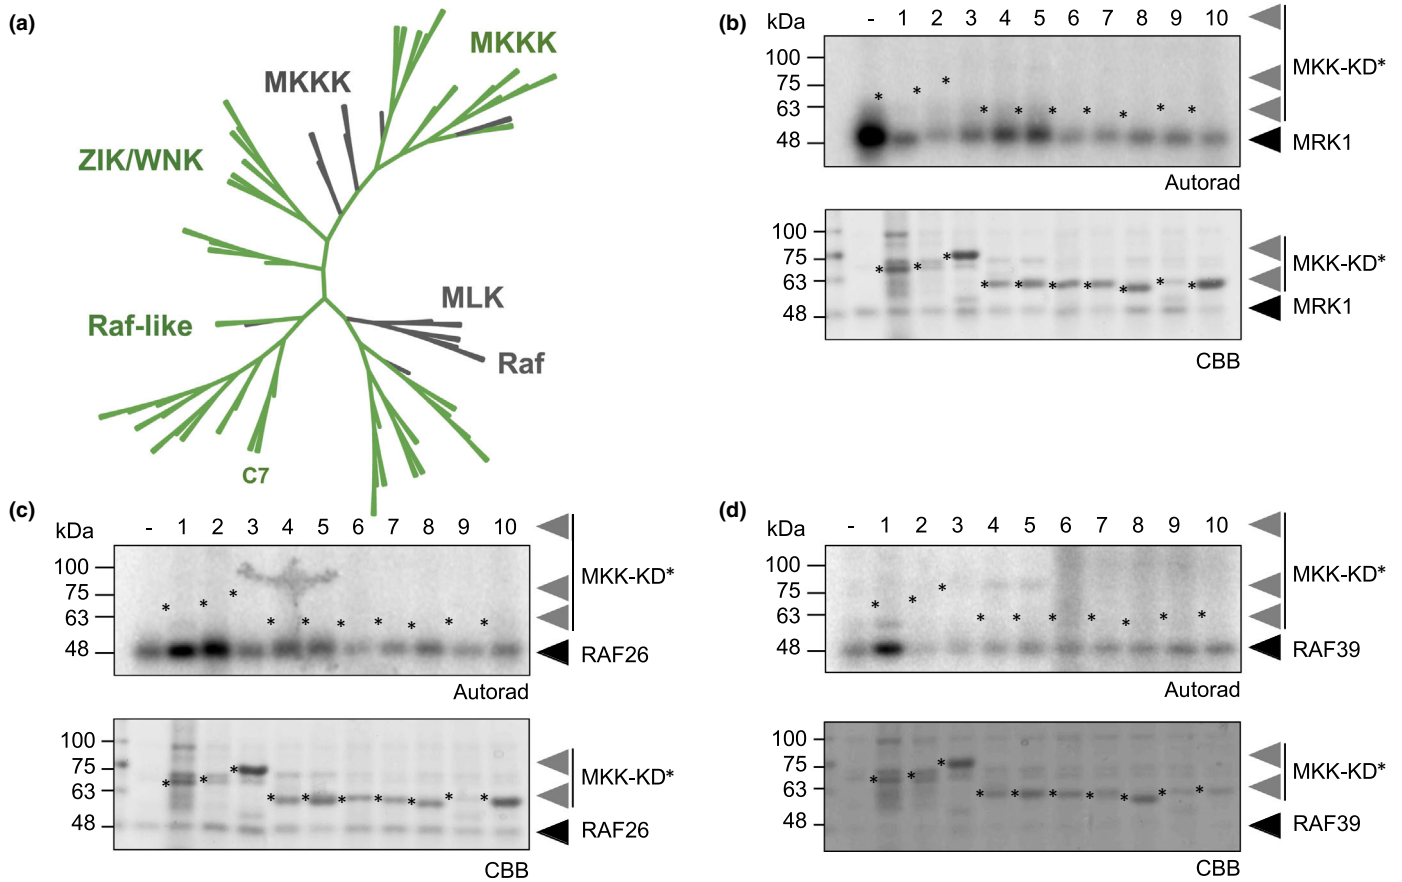 (a)
MKKK
MKKK
ZIK/WNK
MLK
Raf-like
Raf
C7
(b)
kDa - 1 2 3 4 5 6 7 8 9 10
100
75
63
48
* * * * * * * * * *
MKK-KD*
MRK1
Autorad
100
75
63
48
* * * * * * * * * *
MKK-KD*
MRK1
CBB
(c)
kDa - 1 2 3 4 5 6 7 8 9 10
100
75
63
48
* * * * * * * * * *
MKK-KD*
RAF26
Autorad
100
75
63
48
* * * * * * * * * *
MKK-KD*
RAF26
CBB
(d)
kDa - 1 2 3 4 5 6 7 8 9 10
100
75
63
48
* * * * * * * * * *
MKK-KD*
RAF39
Autorad
100
75
63
48
* * * * * * * * * *
MKK-KD*
RAF39
CBB